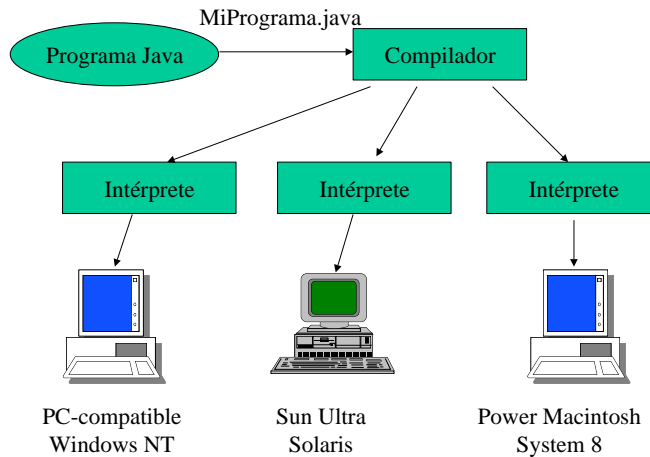 MiPrograma.java
Programa Java
Compilador
Intérprete
Intérprete
Intérprete
PC-compatible
Windows NT
Sun Ultra
Solaris
Power Macintosh
System 8